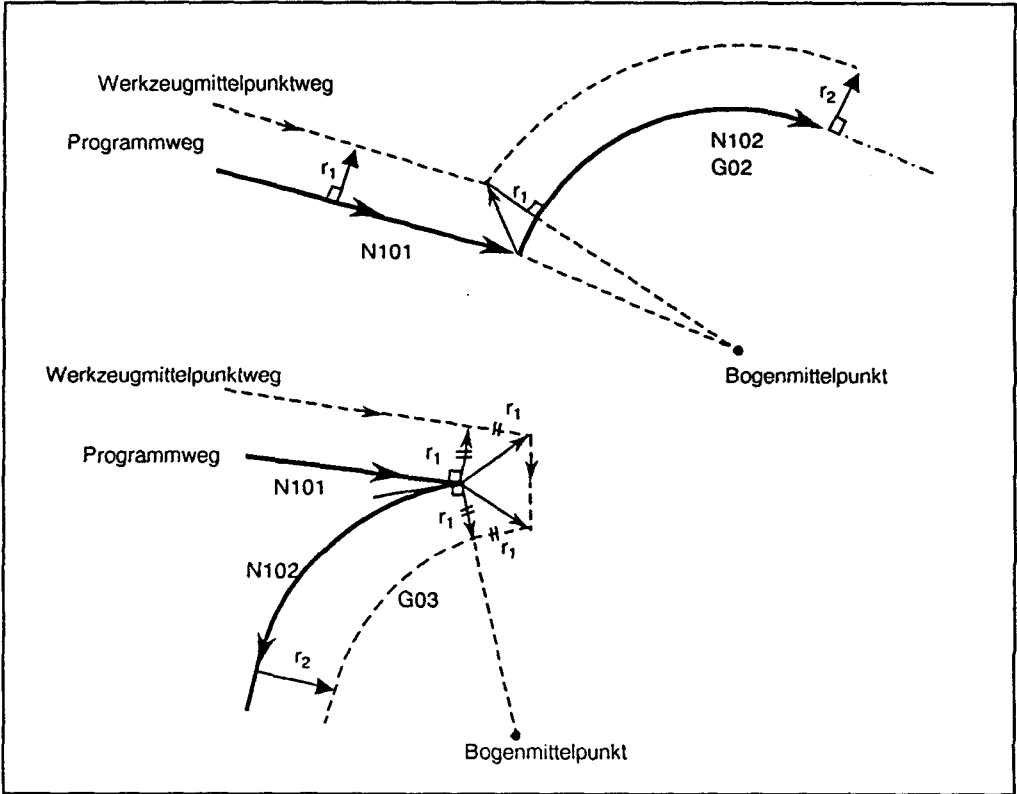 Werkzeugmittelpunktweg
r2
Programmweg
N102
G02
r1
r1
N101
Bogenmittelpunkt
Werkzeugmittelpunktweg
r1
Programmweg
r1
N101
r1
r1
N102
G03
r2
Bogenmittelpunkt